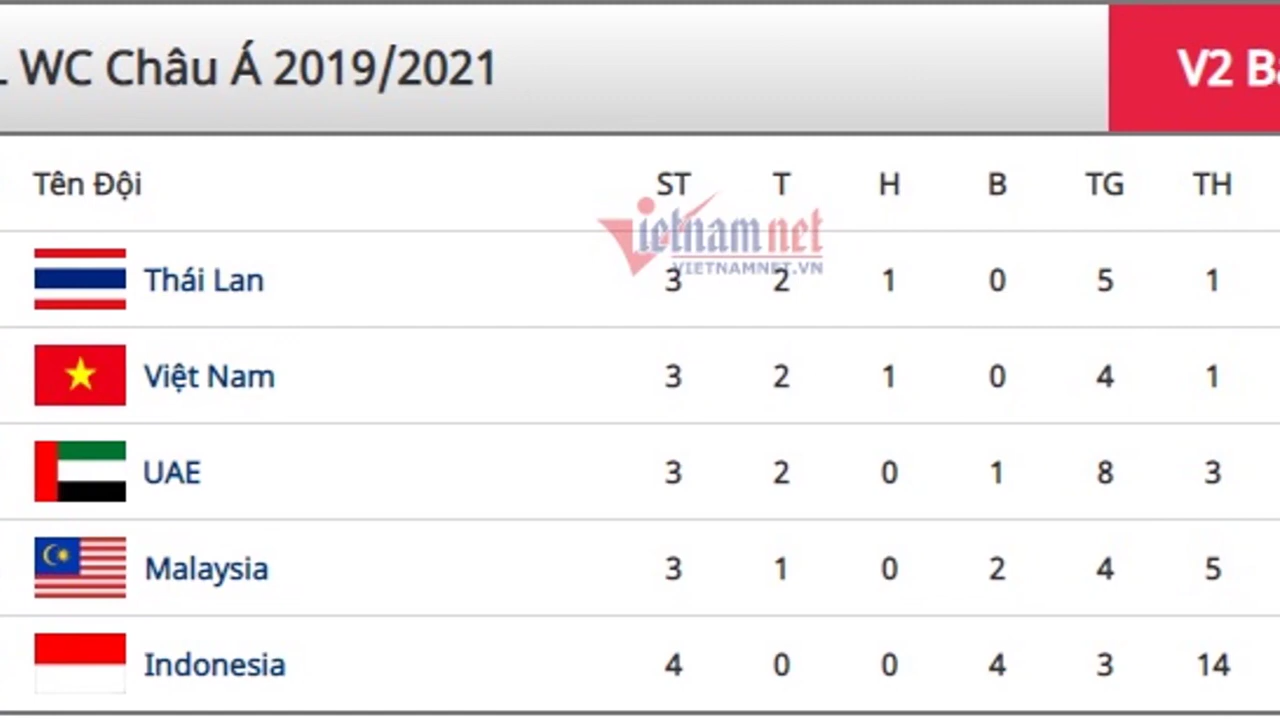 WC Châu Á 2019/2021 V2
Tên Đội ST T H B TG TH
Vietnam net
VIETNAMNET.VN
Thái Lan 3 2 1 0 5 1
Việt Nam 3 2 1 0 4 1
UAE 3 2 0 1 8 3
Malaysia 3 1 0 2 4 5
Indonesia 4 0 0 4 3 14